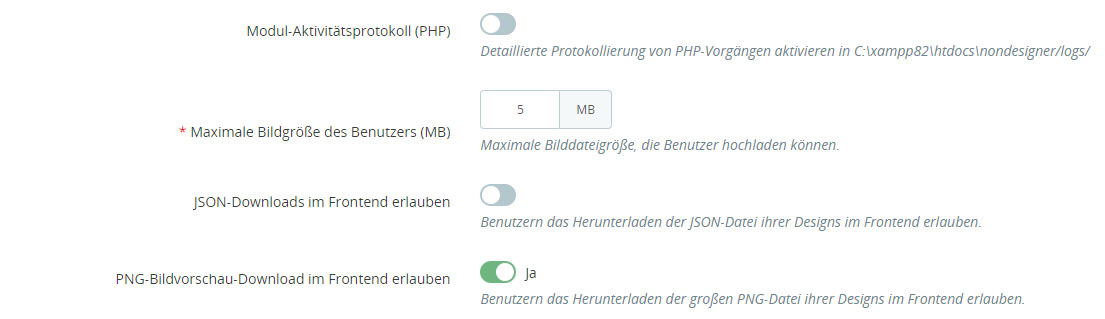 Modul-Aktivitätsprotokoll (PHP)
Detaillierte Protokollierung von PHP-Vorgängen aktivieren in C:\xampp82\htdocs\nondesigner/logs/
* Maximale Bildgröße des Benutzers (MB)
5 MB
Maximale Bilddateigröße, die Benutzer hochladen können.
JSON-Downloads im Frontend erlauben
Benutzern das Herunterladen der JSON-Datei ihrer Designs im Frontend erlauben.
PNG-Bildvorschau-Download im Frontend erlauben
Ja
Benutzern das Herunterladen der großen PNG-Datei ihrer Designs im Frontend erlauben.